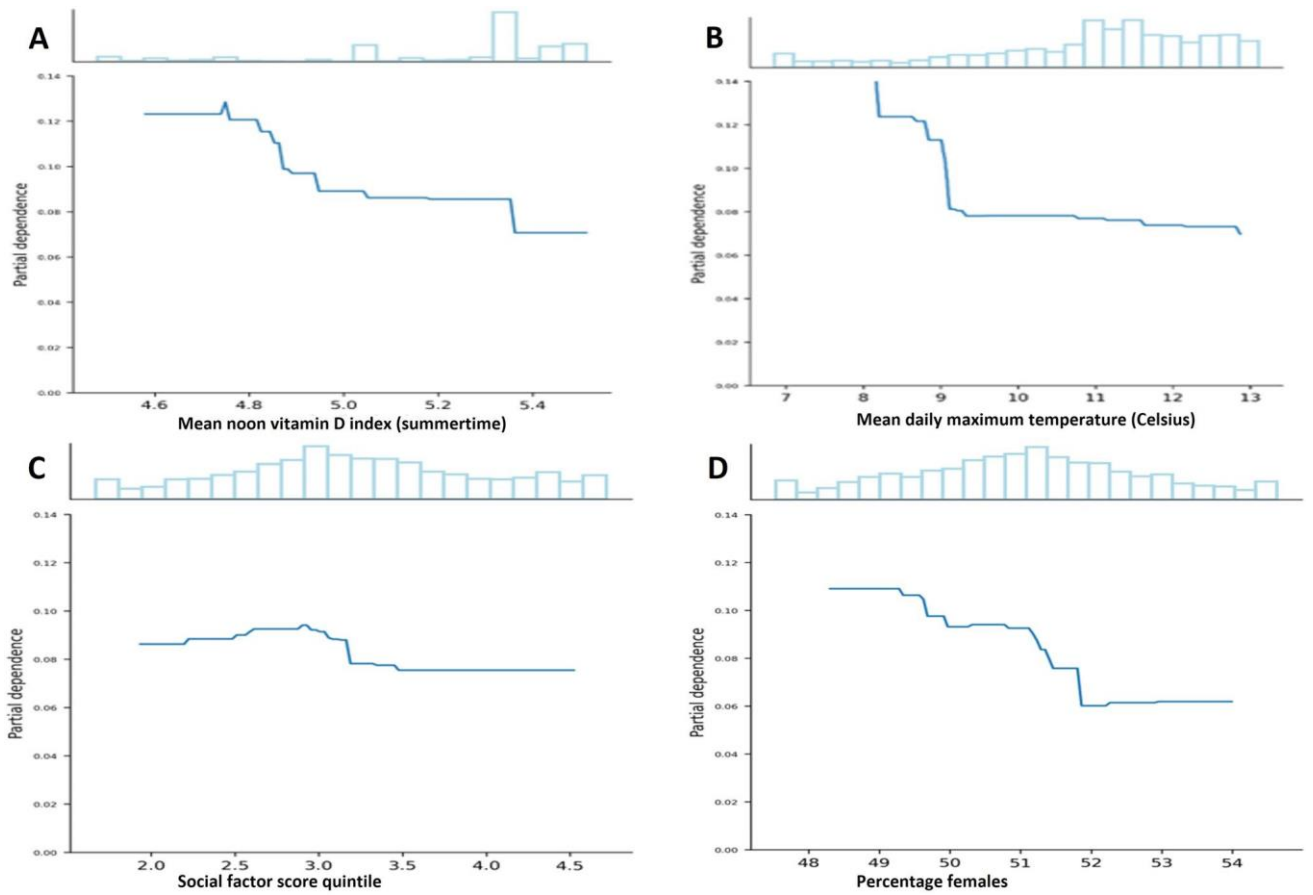 A
0.14
0.12
0.10
0.08
0.06
0.04
0.02
0.00
Partial dependence
4.6 4.8 5.0 5.2 5.4
Mean noon vitamin D index (summertime)
B
0.14
0.12
0.10
0.08
0.06
0.04
0.02
0.00
Partial dependence
7 8 9 10 11 12 13
Mean daily maximum temperature (Celsius)
C
0.14
0.12
0.10
0.08
0.06
0.04
0.02
0.00
Partial dependence
2.0 2.5 3.0 3.5 4.0 4.5
Social factor score quintile
D
0.14
0.12
0.10
0.08
0.06
0.04
0.02
0.00
Partial dependence
48 49 50 51 52 53 54
Percentage females